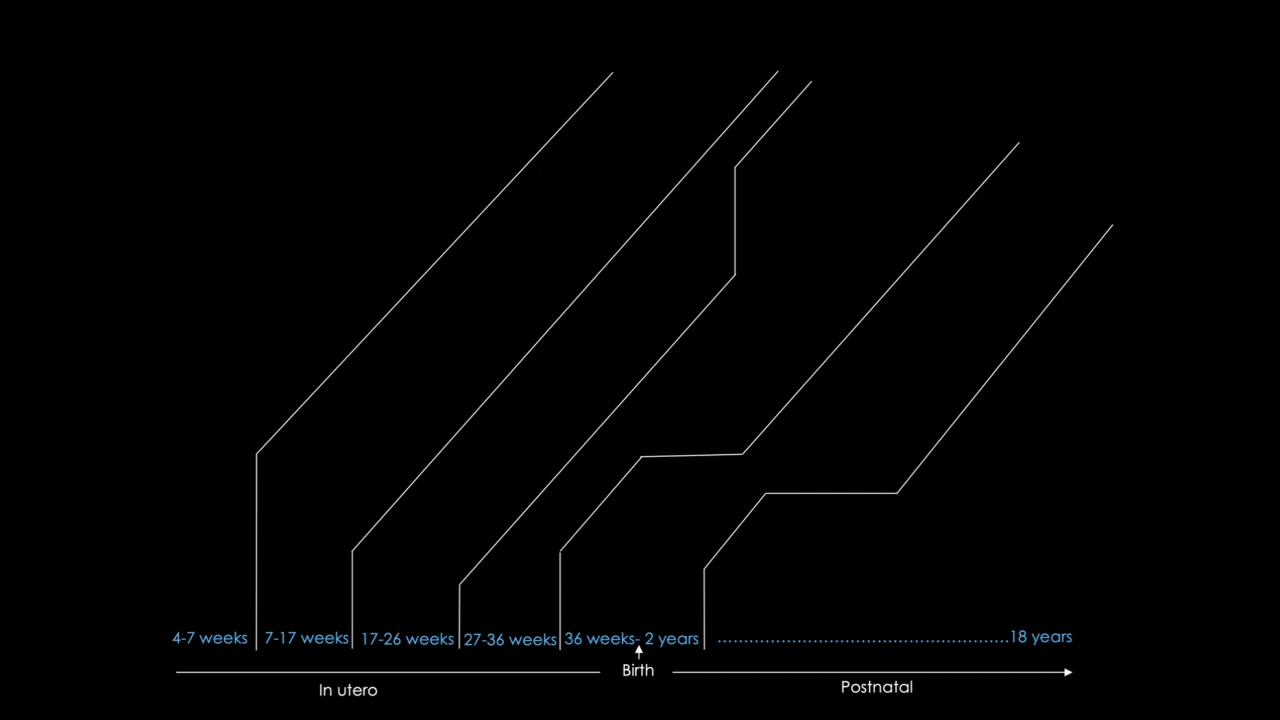 4-7 weeks 7-17 weeks 17-26 weeks 27-36 weeks 36 weeks- 2 years ......................................................18 years
Birth
In utero
Postnatal